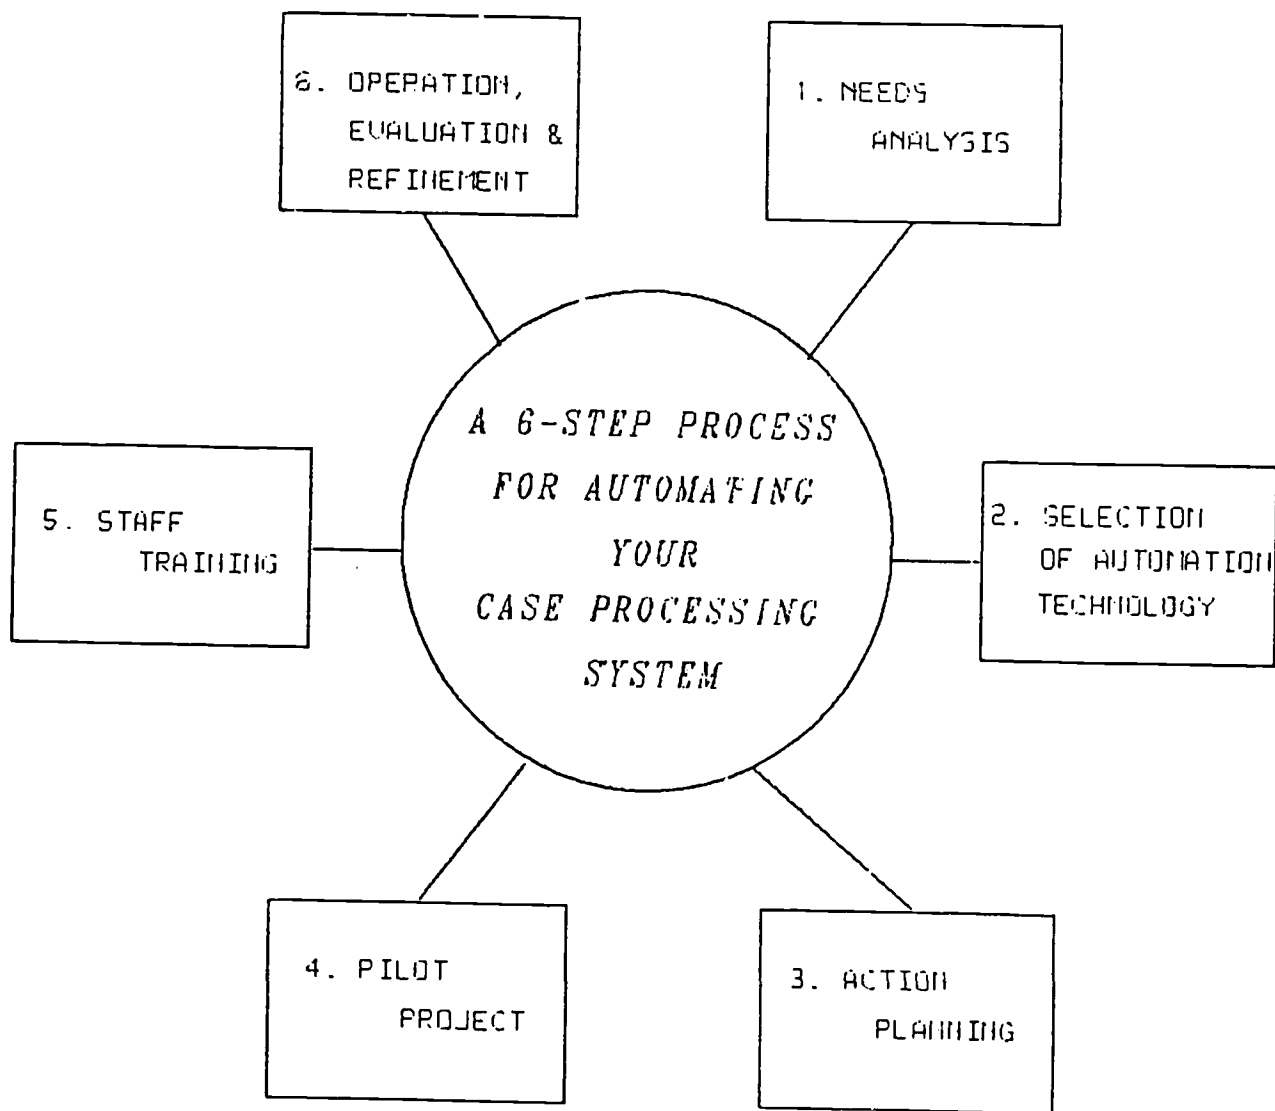 A 6-STEP PROCESS
FOR AUTOMATING
YOUR
CASE PROCESSING
SYSTEM
1. NEEDS
ANALYSIS
2. SELECTION
OF AUTOMATION
TECHNOLOGY
3. ACTION
PLANNING
4. PILOT
PROJECT
5. STAFF
TRAINING
6. OPERATION,
EVALUATION &
REFINEMENT